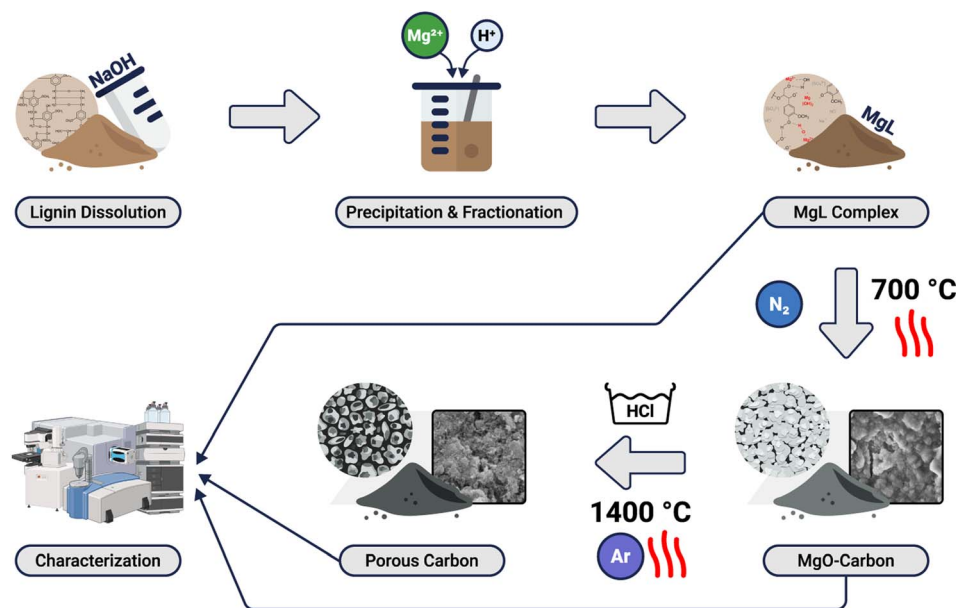 NaOH
Mg²⁺
H⁺
MgL
Lignin Dissolution
Precipitation & Fractionation
MgL Complex
N₂
700 °C
HCl
1400 °C
Ar
Characterization
Porous Carbon
MgO-Carbon